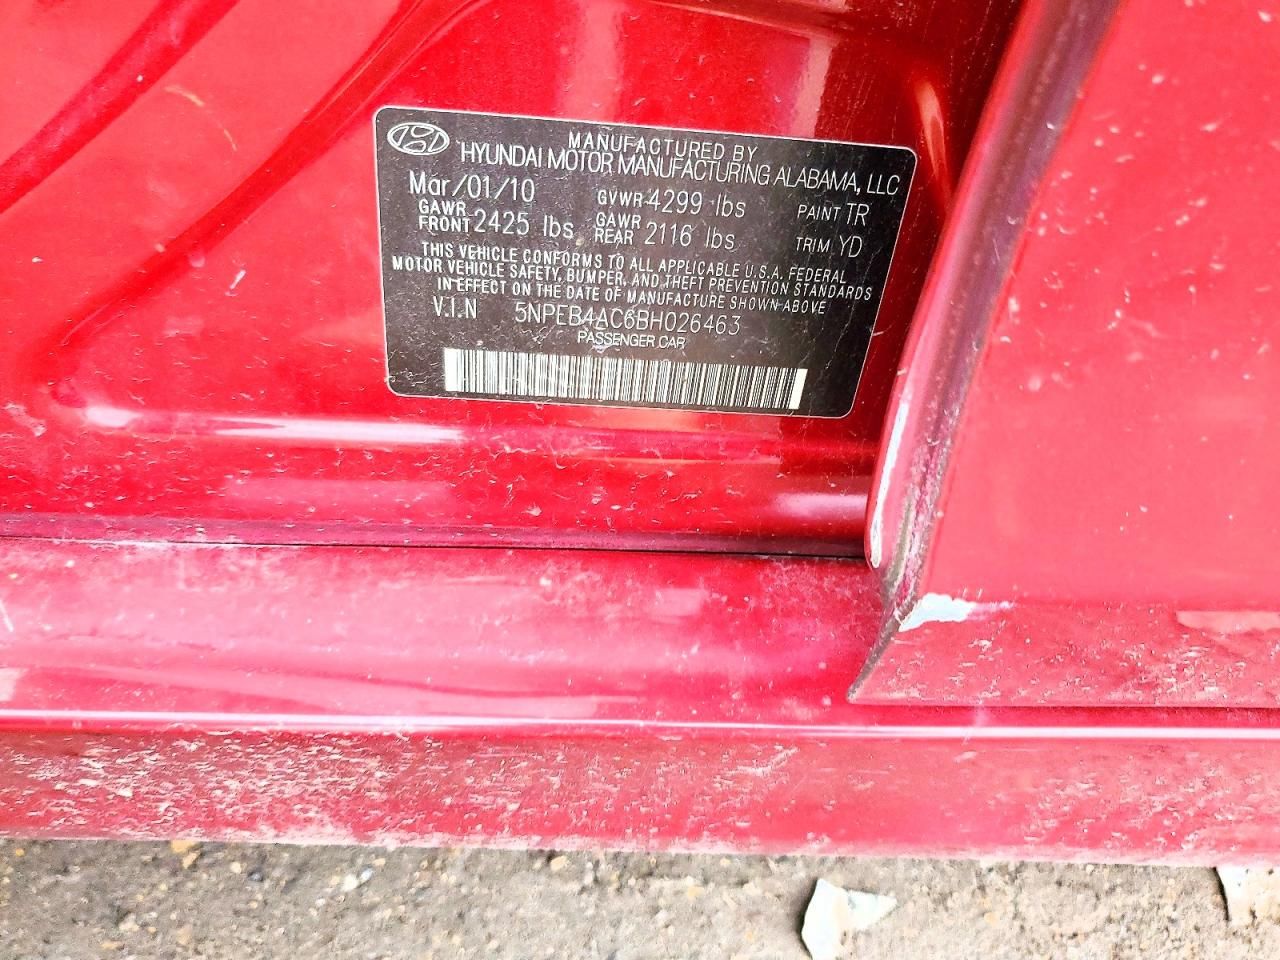 MANUFACTURED BY
HYUNDAI MOTOR MANUFACTURING ALABAMA, LLC
Mar/01/10 GVWR 4299 lbs PAINT TR
GAWR FRONT 2425 lbs GAWR REAR 2116 lbs TRIM YD
THIS VEHICLE CONFORMS TO ALL APPLICABLE U.S.A. FEDERAL
MOTOR VEHICLE SAFETY, BUMPER, AND THEFT PREVENTION STANDARDS
IN EFFECT ON THE DATE OF MANUFACTURE SHOWN ABOVE
V.I.N 5NPEB4AC6BH026463
PASSENGER CAR